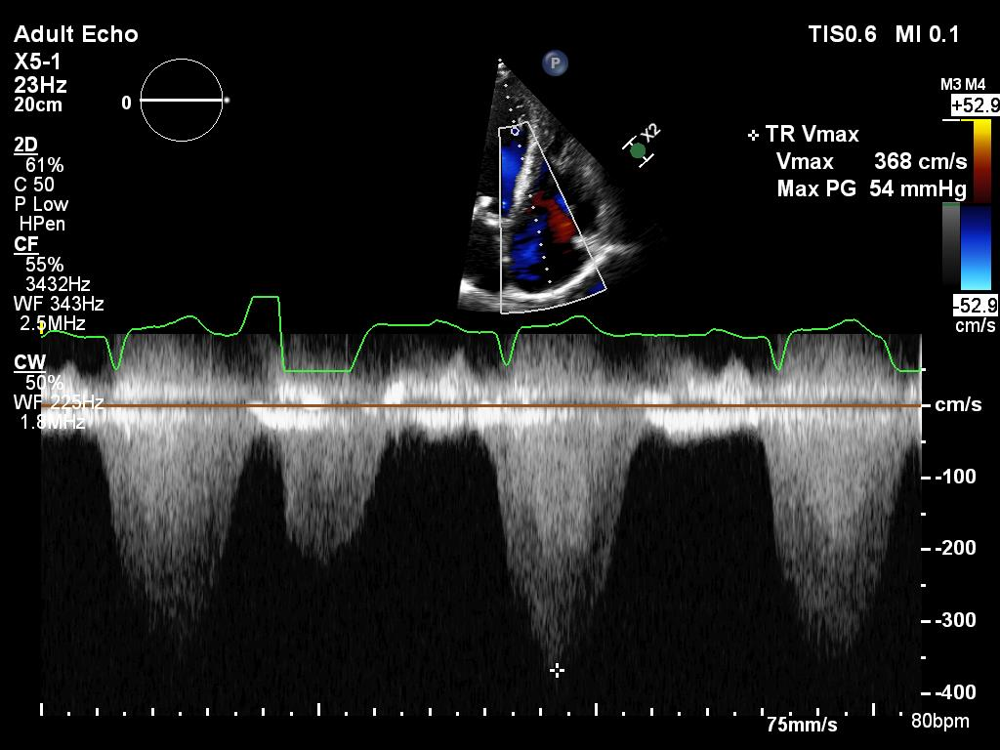 Adult Echo
TIS0.6 MI 0.1
X5-1
23Hz
20cm
0
P
X2
M3 M4
+52.9
TR Vmax
Vmax 368 cm/s
Max PG 54 mmHg
2D
61%
C 50
P Low
HPen
CF
55%
3432Hz
WF 343Hz
2.5MHz
-52.9
cm/s
CW
50%
WF 225Hz
1.8MHz
cm/s
-100
-200
-300
-400
75mm/s
80bpm